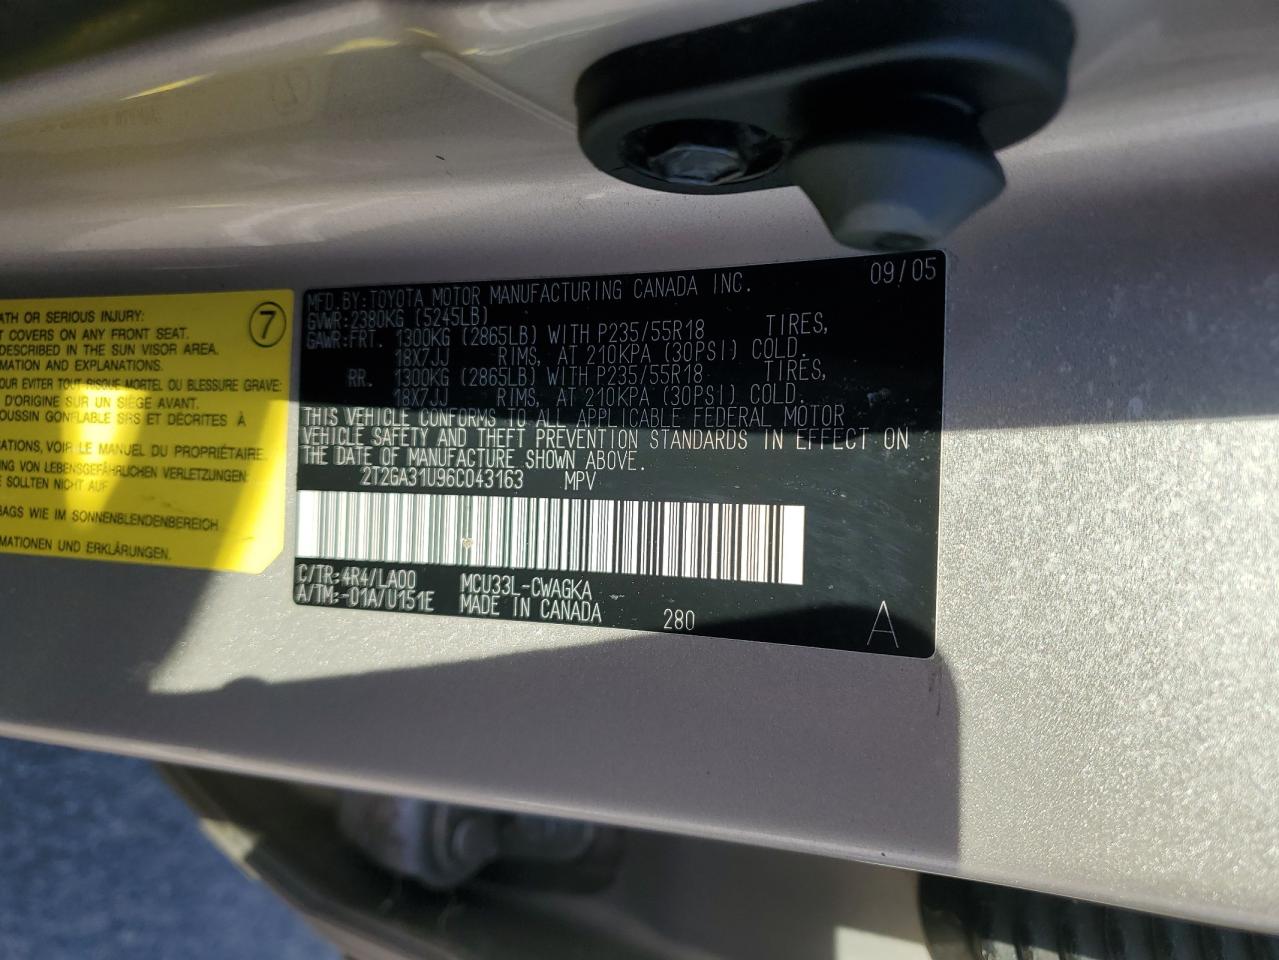 7
ATH OR SERIOUS INJURY:
T COVERS ON ANY FRONT SEAT.
DESCRIBED IN THE SUN VISOR AREA.
RMATION AND EXPLANATIONS.
OUR EVITER TOUT RISQUE MORTEL OU BLESSURE GRAVE:
D'ORIGINE SUR UN SIÈGE AVANT.
OUSSIN GONFLABLE SRS ET DÉCRITES À
CATIONS, VOIR LE MANUEL DU PROPRIÉTAIRE.
UNG VON LEBENSGEFÄHRLICHEN VERLETZUNGEN:
E SOLLTEN NICHT AUF
BAGS WIE IM SONNENBLENDENBEREICH
MATIONEN UND ERKLÄRUNGEN.
MFD. BY: TOYOTA MOTOR MANUFACTURING CANADA INC. 09/05
GVWR: 2380KG (5245LB)
GAWR: FRT. 1300KG (2865LB) WITH P235/55R18 TIRES,
18X7JJ RIMS, AT 210KPA (30PSI) COLD.
RR. 1300KG (2865LB) WITH P235/55R18 TIRES,
18X7JJ RIMS, AT 210KPA (30PSI) COLD.
THIS VEHICLE CONFORMS TO ALL APPLICABLE FEDERAL MOTOR
VEHICLE SAFETY AND THEFT PREVENTION STANDARDS IN EFFECT ON
THE DATE OF MANUFACTURE SHOWN ABOVE.
2T2GA31U96C043163 MPV
C/TR: 4R4/LA00 MCU33L-CWAGKA
A/TM: -01A/U151E MADE IN CANADA 280 A